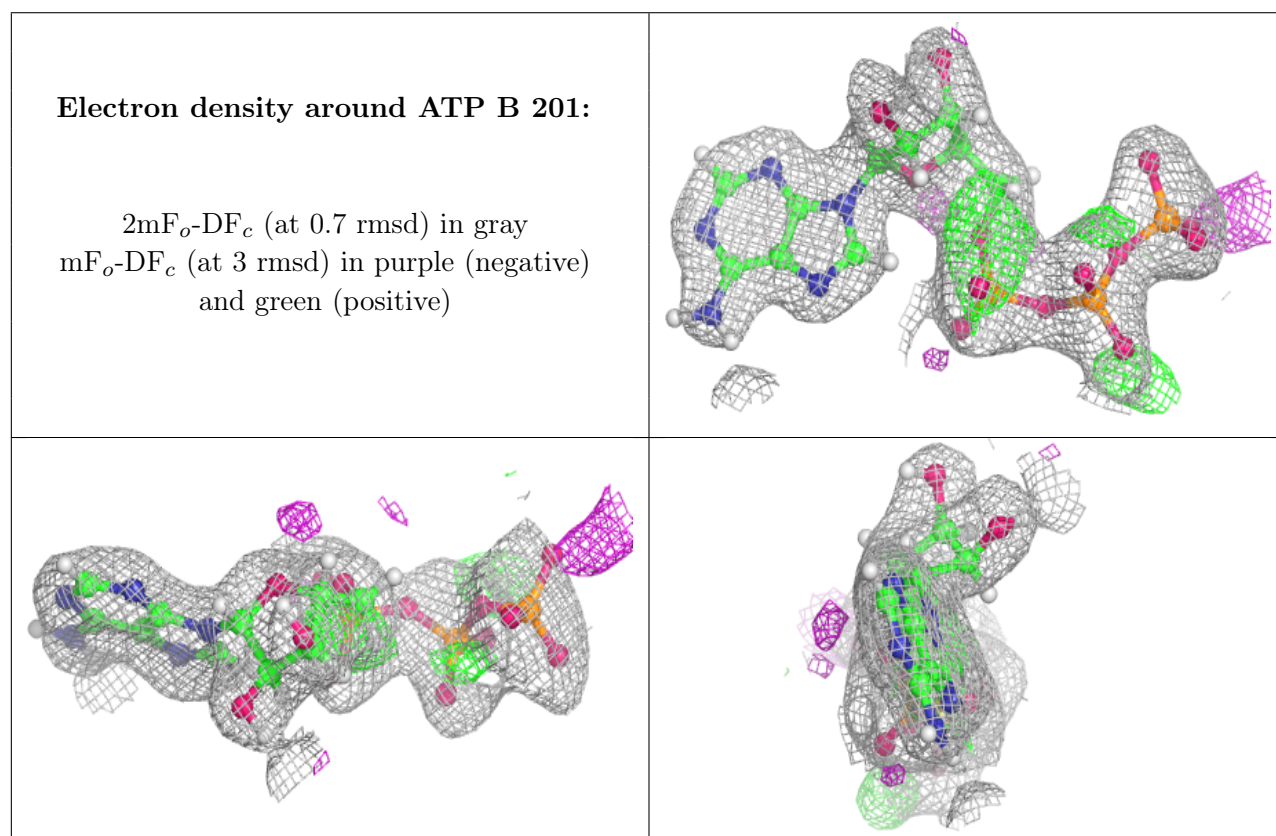 Electron density around ATP B 201:
2mFo-DFc (at 0.7 rmsd) in gray
mFo-DFc (at 3 rmsd) in purple (negative)
and green (positive)